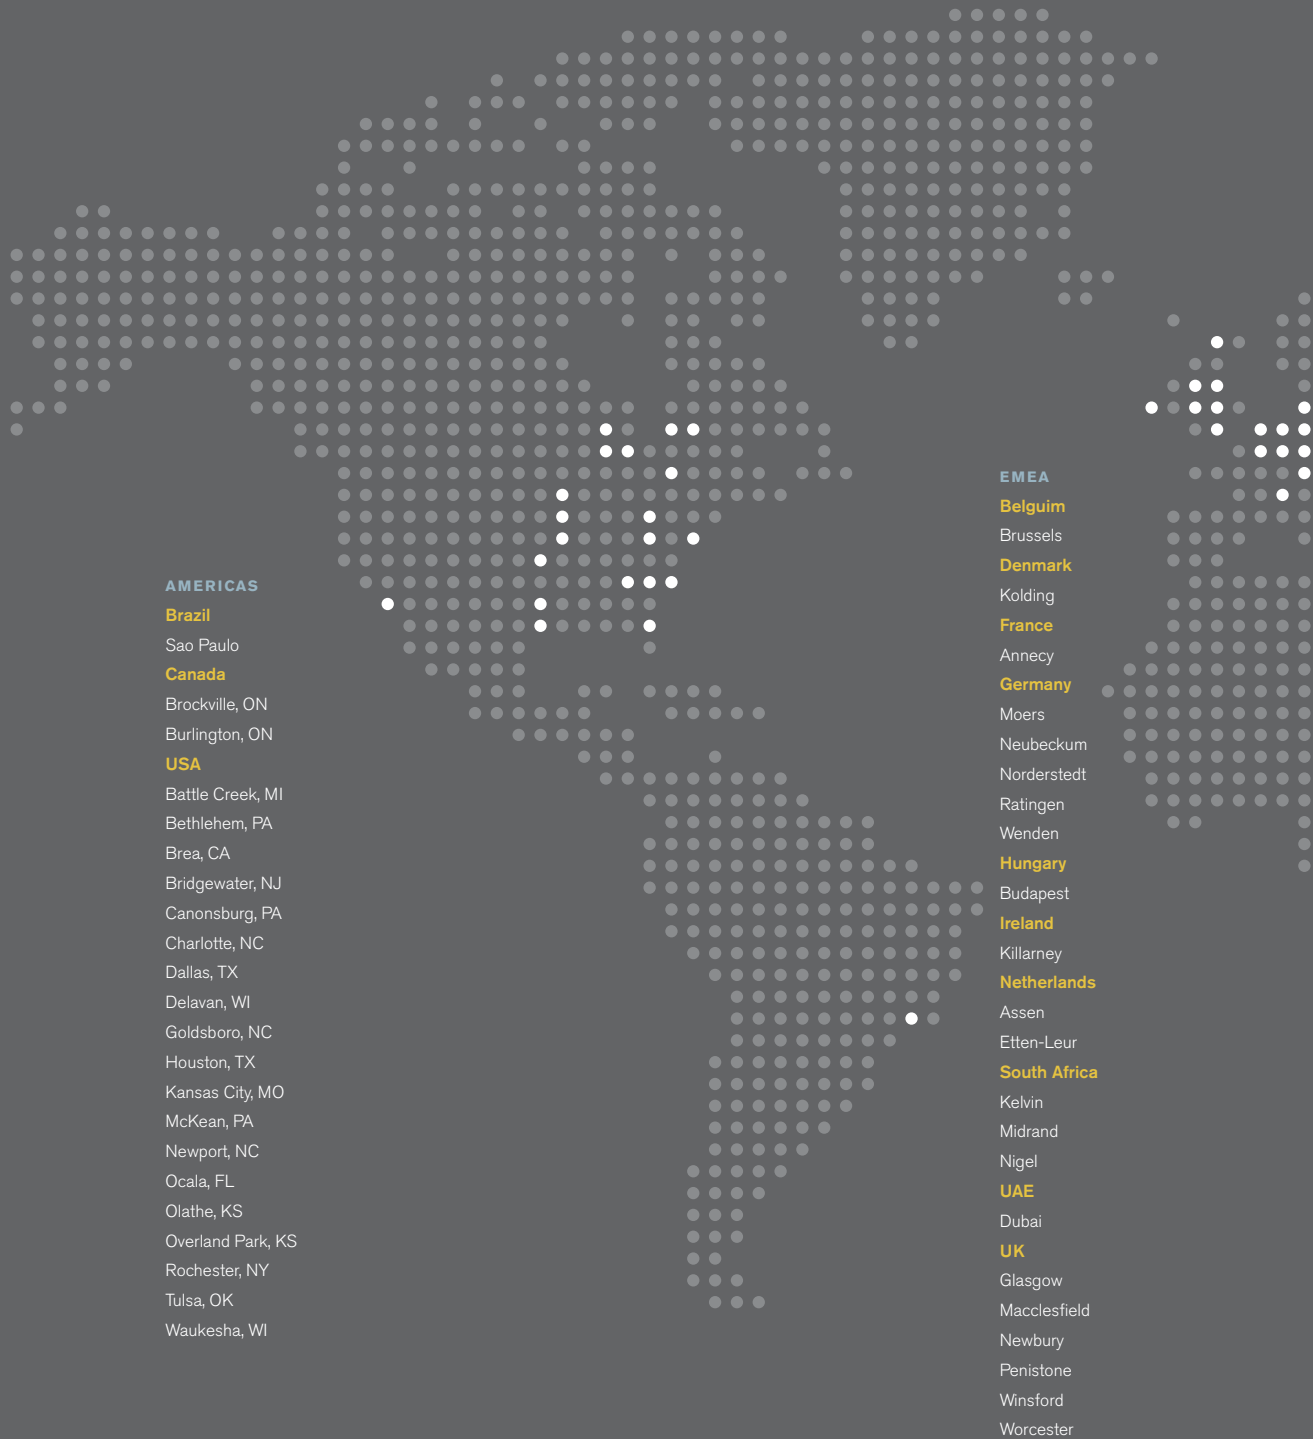 AMERICAS
Brazil
Sao Paulo
Canada
Brockville, ON
Burlington, ON
USA
Battle Creek, MI
Bethlehem, PA
Brea, CA
Bridgewater, NJ
Canonsburg, PA
Charlotte, NC
Dallas, TX
Delavan, WI
Goldsboro, NC
Houston, TX
Kansas City, MO
McKean, PA
Newport, NC
Ocala, FL
Olathe, KS
Overland Park, KS
Rochester, NY
Tulsa, OK
Waukesha, WI
EMEA
Belguim
Brussels
Denmark
Kolding
France
Annecy
Germany
Moers
Neubeckum
Norderstedt
Ratingen
Wenden
Hungary
Budapest
Ireland
Killarney
Netherlands
Assen
Etten-Leur
South Africa
Kelvin
Midrand
Nigel
UAE
Dubai
UK
Glasgow
Macclesfield
Newbury
Penistone
Winsford
Worcester